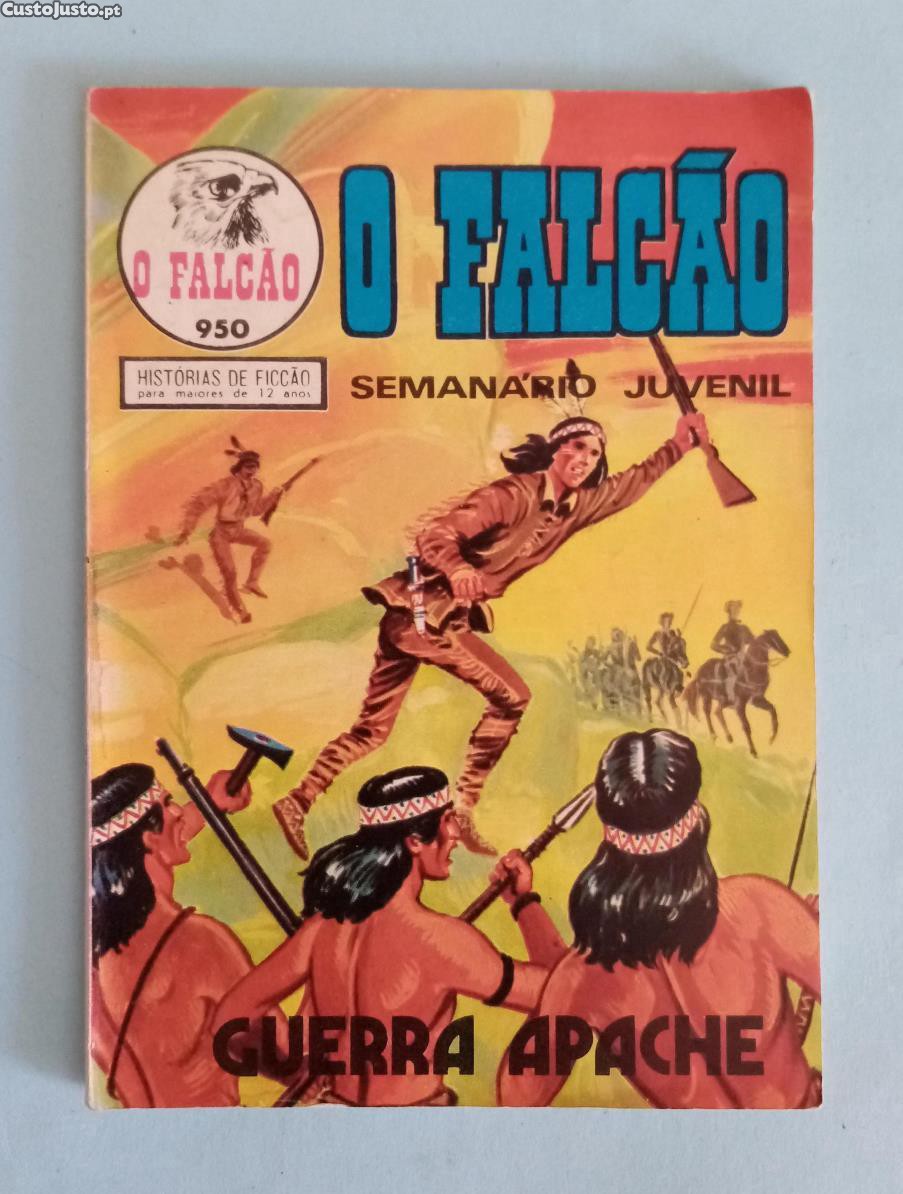 CustoJusto.pt
O FALCÃO
950
O FALCÃO
HISTÓRIAS DE FICÇÃO
para maiores de 12 anos
SEMANÁRIO JUVENIL
GUERRA APACHE